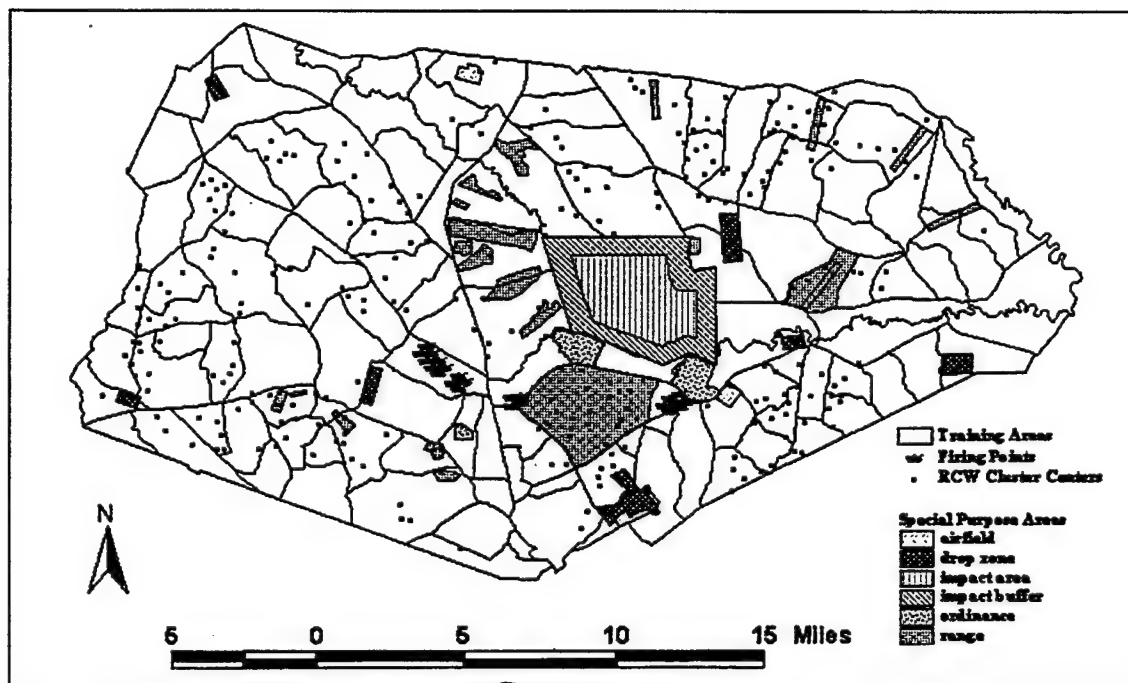 Training Areas
Firing Points
RCW Cluster Centers
N
Special Purpose Areas
airfield
drop zone
impact area
impact buffer
ordinance
range
5 0 5 10 15 Miles